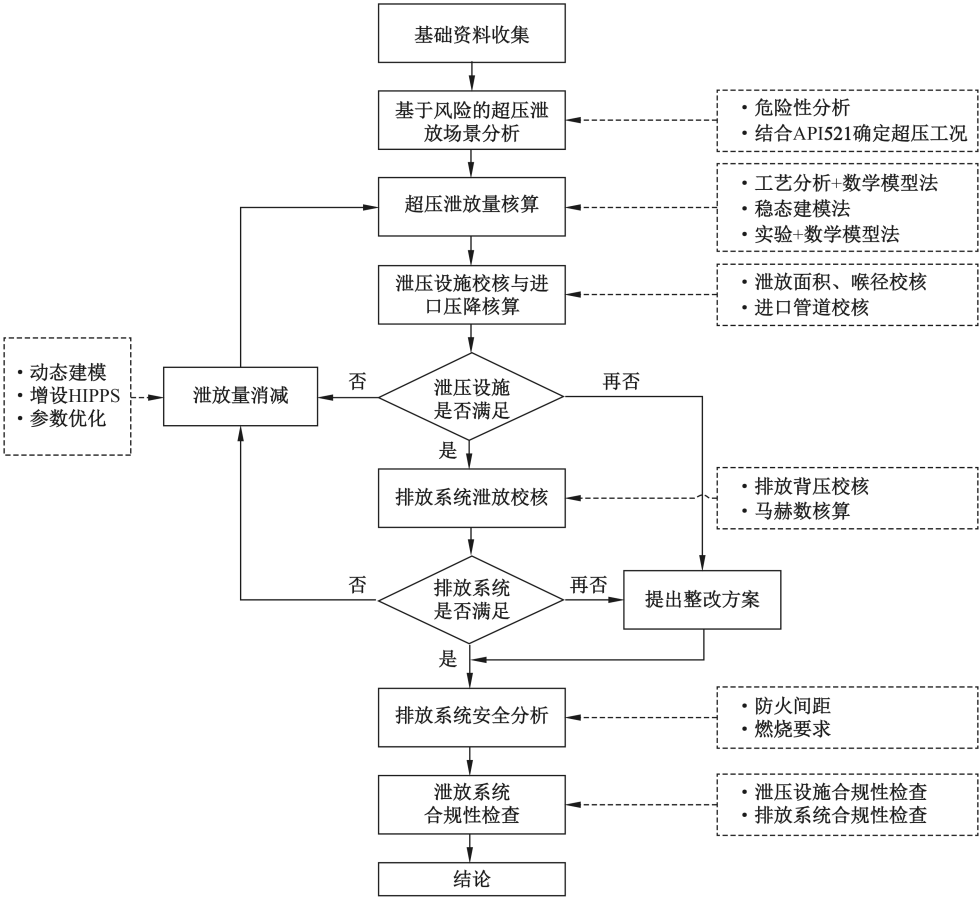 基础资料收集
基于风险的超压泄
放场景分析
• 危险性分析
• 结合API521确定超压工况
超压泄放量核算
• 工艺分析+数学模型法
• 稳态建模法
• 实验+数学模型法
泄压设施校核与进
口压降核算
• 泄放面积、喉径校核
• 进口管道校核
• 动态建模
• 增设HIPPS
• 参数优化
泄放量消减
否
泄压设施
是否满足
再否
是
排放系统泄放校核
• 排放背压校核
• 马赫数核算
否
排放系统
是否满足
再否
提出整改方案
是
排放系统安全分析
• 防火间距
• 燃烧要求
泄放系统
合规性检查
• 泄压设施合规性检查
• 排放系统合规性检查
结论